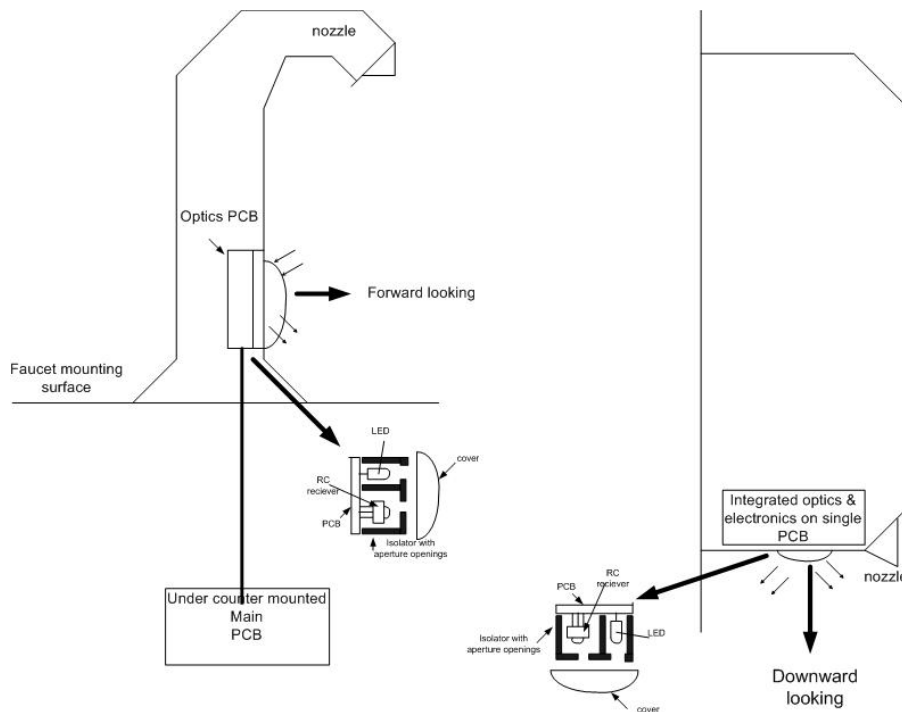 nozzle
Optics PCB
Forward looking
Faucet mounting
surface
LED
cover
RC
reciever
PCB
Isolator with
aperture openings
Under counter mounted
Main
PCB
Integrated optics &
electronics on single
PCB
nozzle
RC
reciever
PCB
Isolator with
aperture openings
LED
cover
Downward
looking